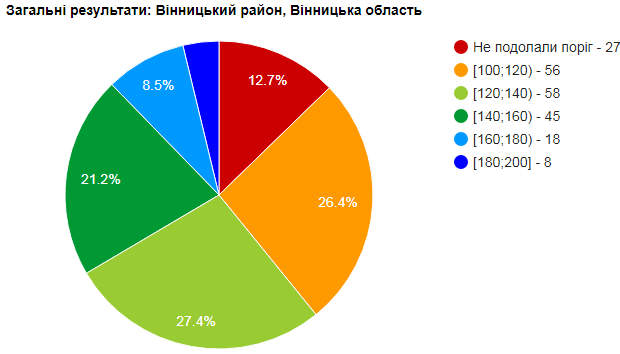 Загальні результати: Вінницький район, Вінницька область
Не подолали поріг - 27
[100;120) - 56
[120;140) - 58
[140;160) - 45
[160;180) - 18
[180;200] - 8
12.7%
26.4%
27.4%
21.2%
8.5%